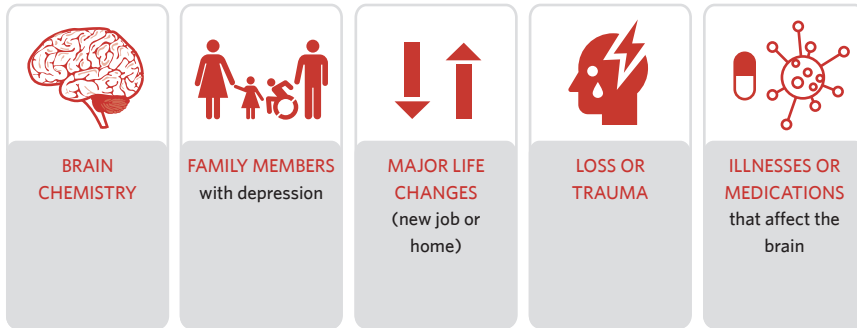 BRAIN
CHEMISTRY
FAMILY MEMBERS
with depression
MAJOR LIFE
CHANGES
(new job or
home)
LOSS OR
TRAUMA
ILLNESSES OR
MEDICATIONS
that affect the
brain